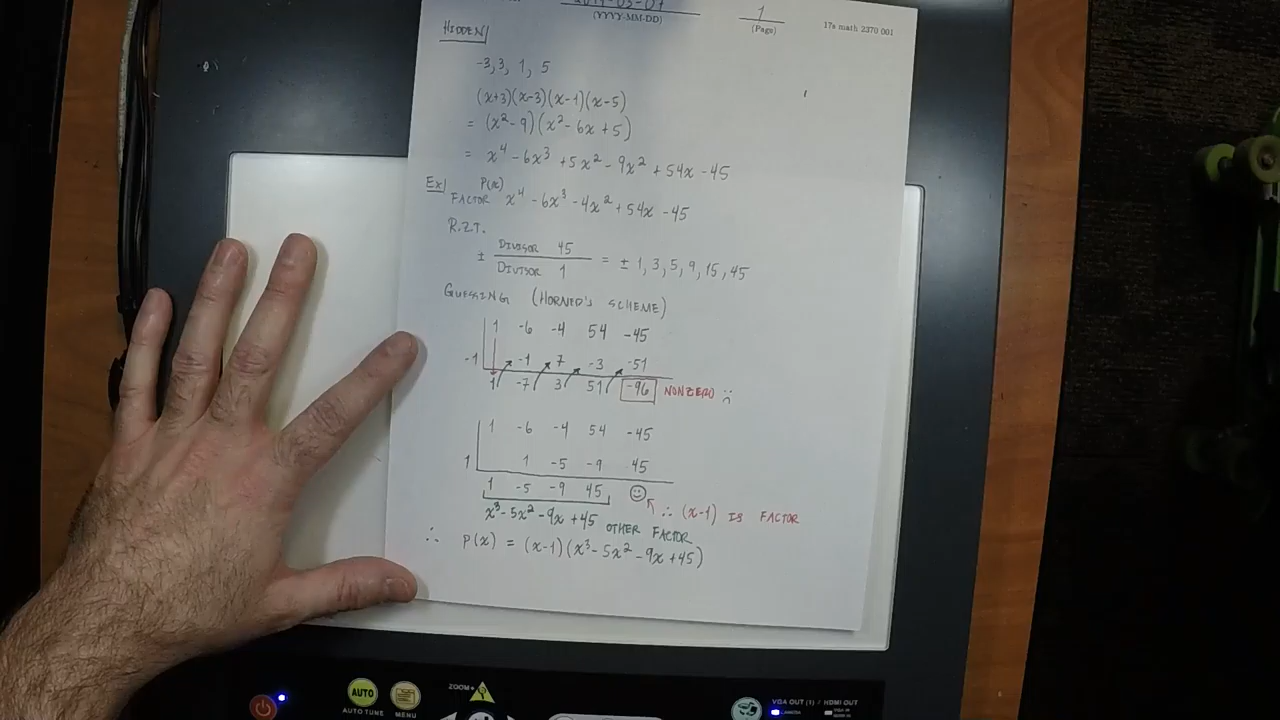 (YYYY-MM-DD)
1
(Page)
17s math 2370 001
HIDDEN
-3, 3, 1, 5
(x+3)(x-3)(x-1)(x-5)
= (x² - 9)(x² - 6x + 5)
= x⁴ - 6x³ + 5x² - 9x² + 54x - 45
Ex
P(x)
FACTOR x⁴ - 6x³ - 4x² + 54x - 45
R.Z.T.
± DIVISOR 45 / DIVISOR 1 = ± 1, 3, 5, 9, 15, 45
GUESSING (HORNER'S SCHEME)
1 -6 -4 54 -45
-1 -1 7 -3 -51
1 -7 3 51 -96 NONZERO
1 -6 -4 54 -45
1 1 -5 -9 45
1 -5 -9 45 ∴ (x-1) IS FACTOR
x³ - 5x² - 9x + 45 OTHER FACTOR
∴ P(x) = (x-1)(x³ - 5x² - 9x + 45)
AUTO
AUTO TUNE
MENU
ZOOM+
VGA OUT (1) / HDMI OUT